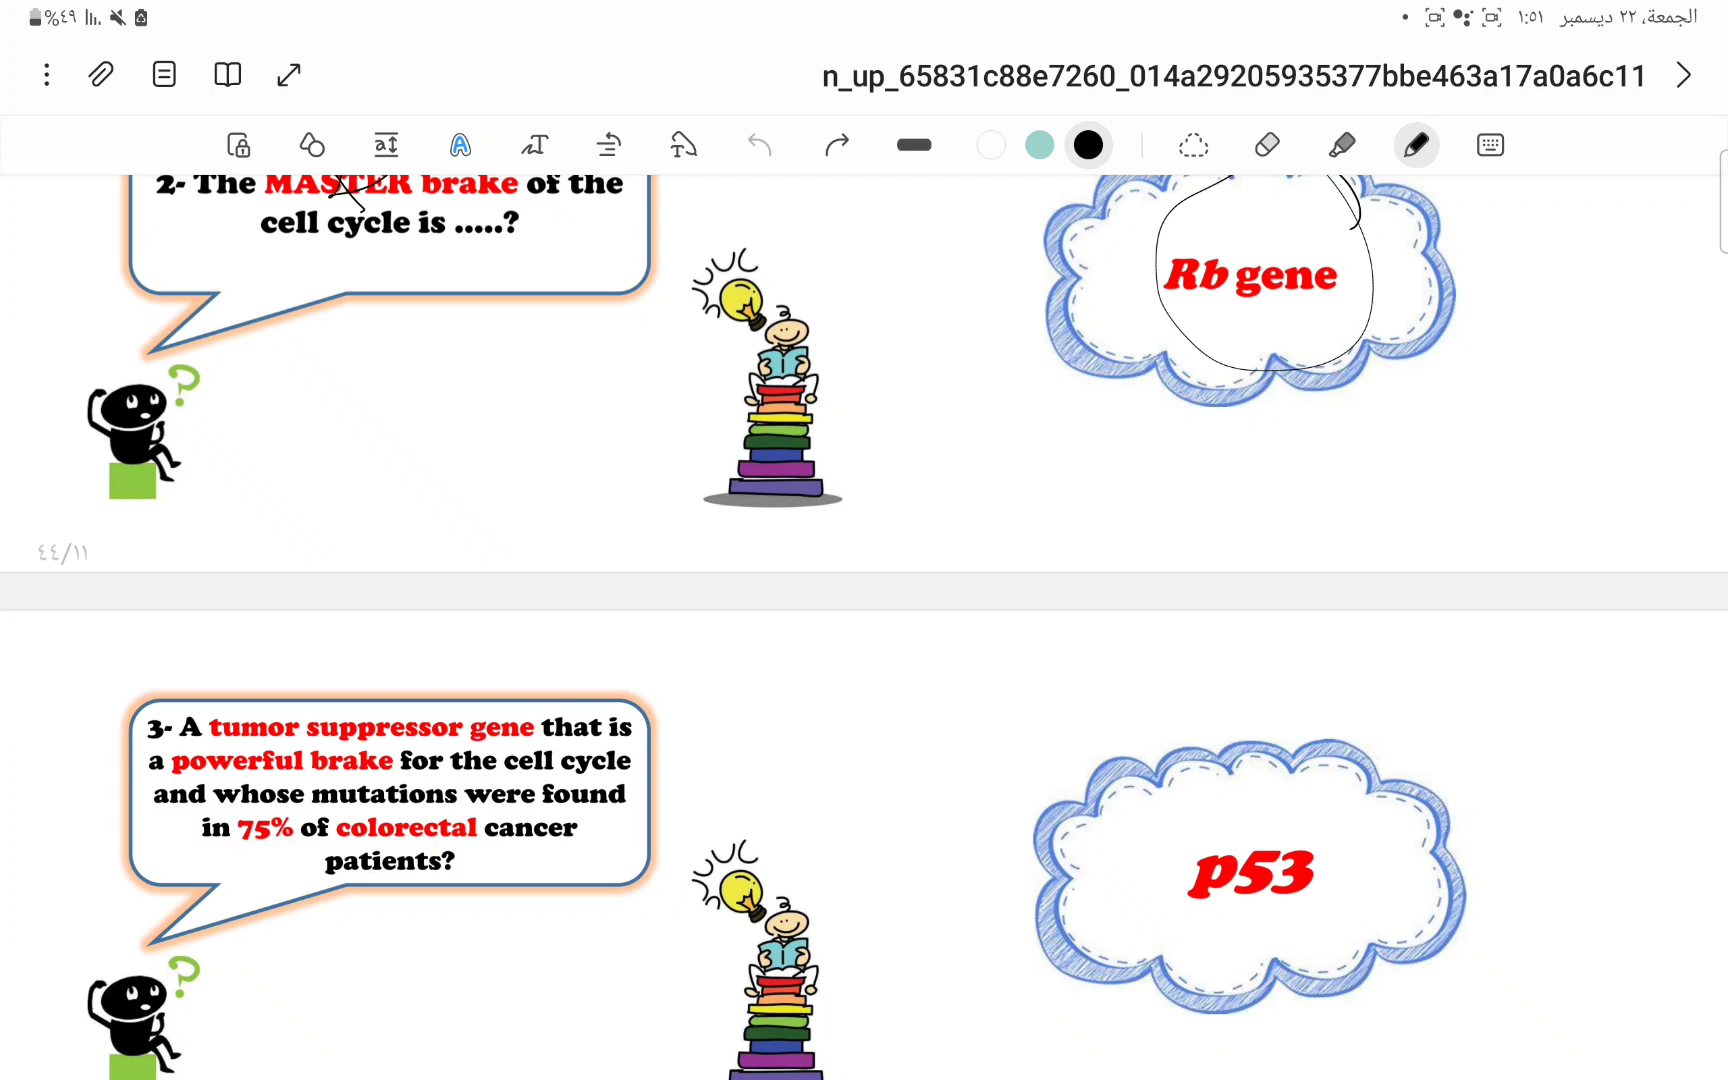 %٤٩
الجمعة، ٢٢ ديسمبر ١:٥١
n_up_65831c88e7260_014a29205935377bbe463a17a0a6c11
2- The MASTER brake of the
cell cycle is .....?
Rb gene
٤٤/١١
3- A tumor suppressor gene that is
a powerful brake for the cell cycle
and whose mutations were found
in 75% of colorectal cancer
patients?
p53